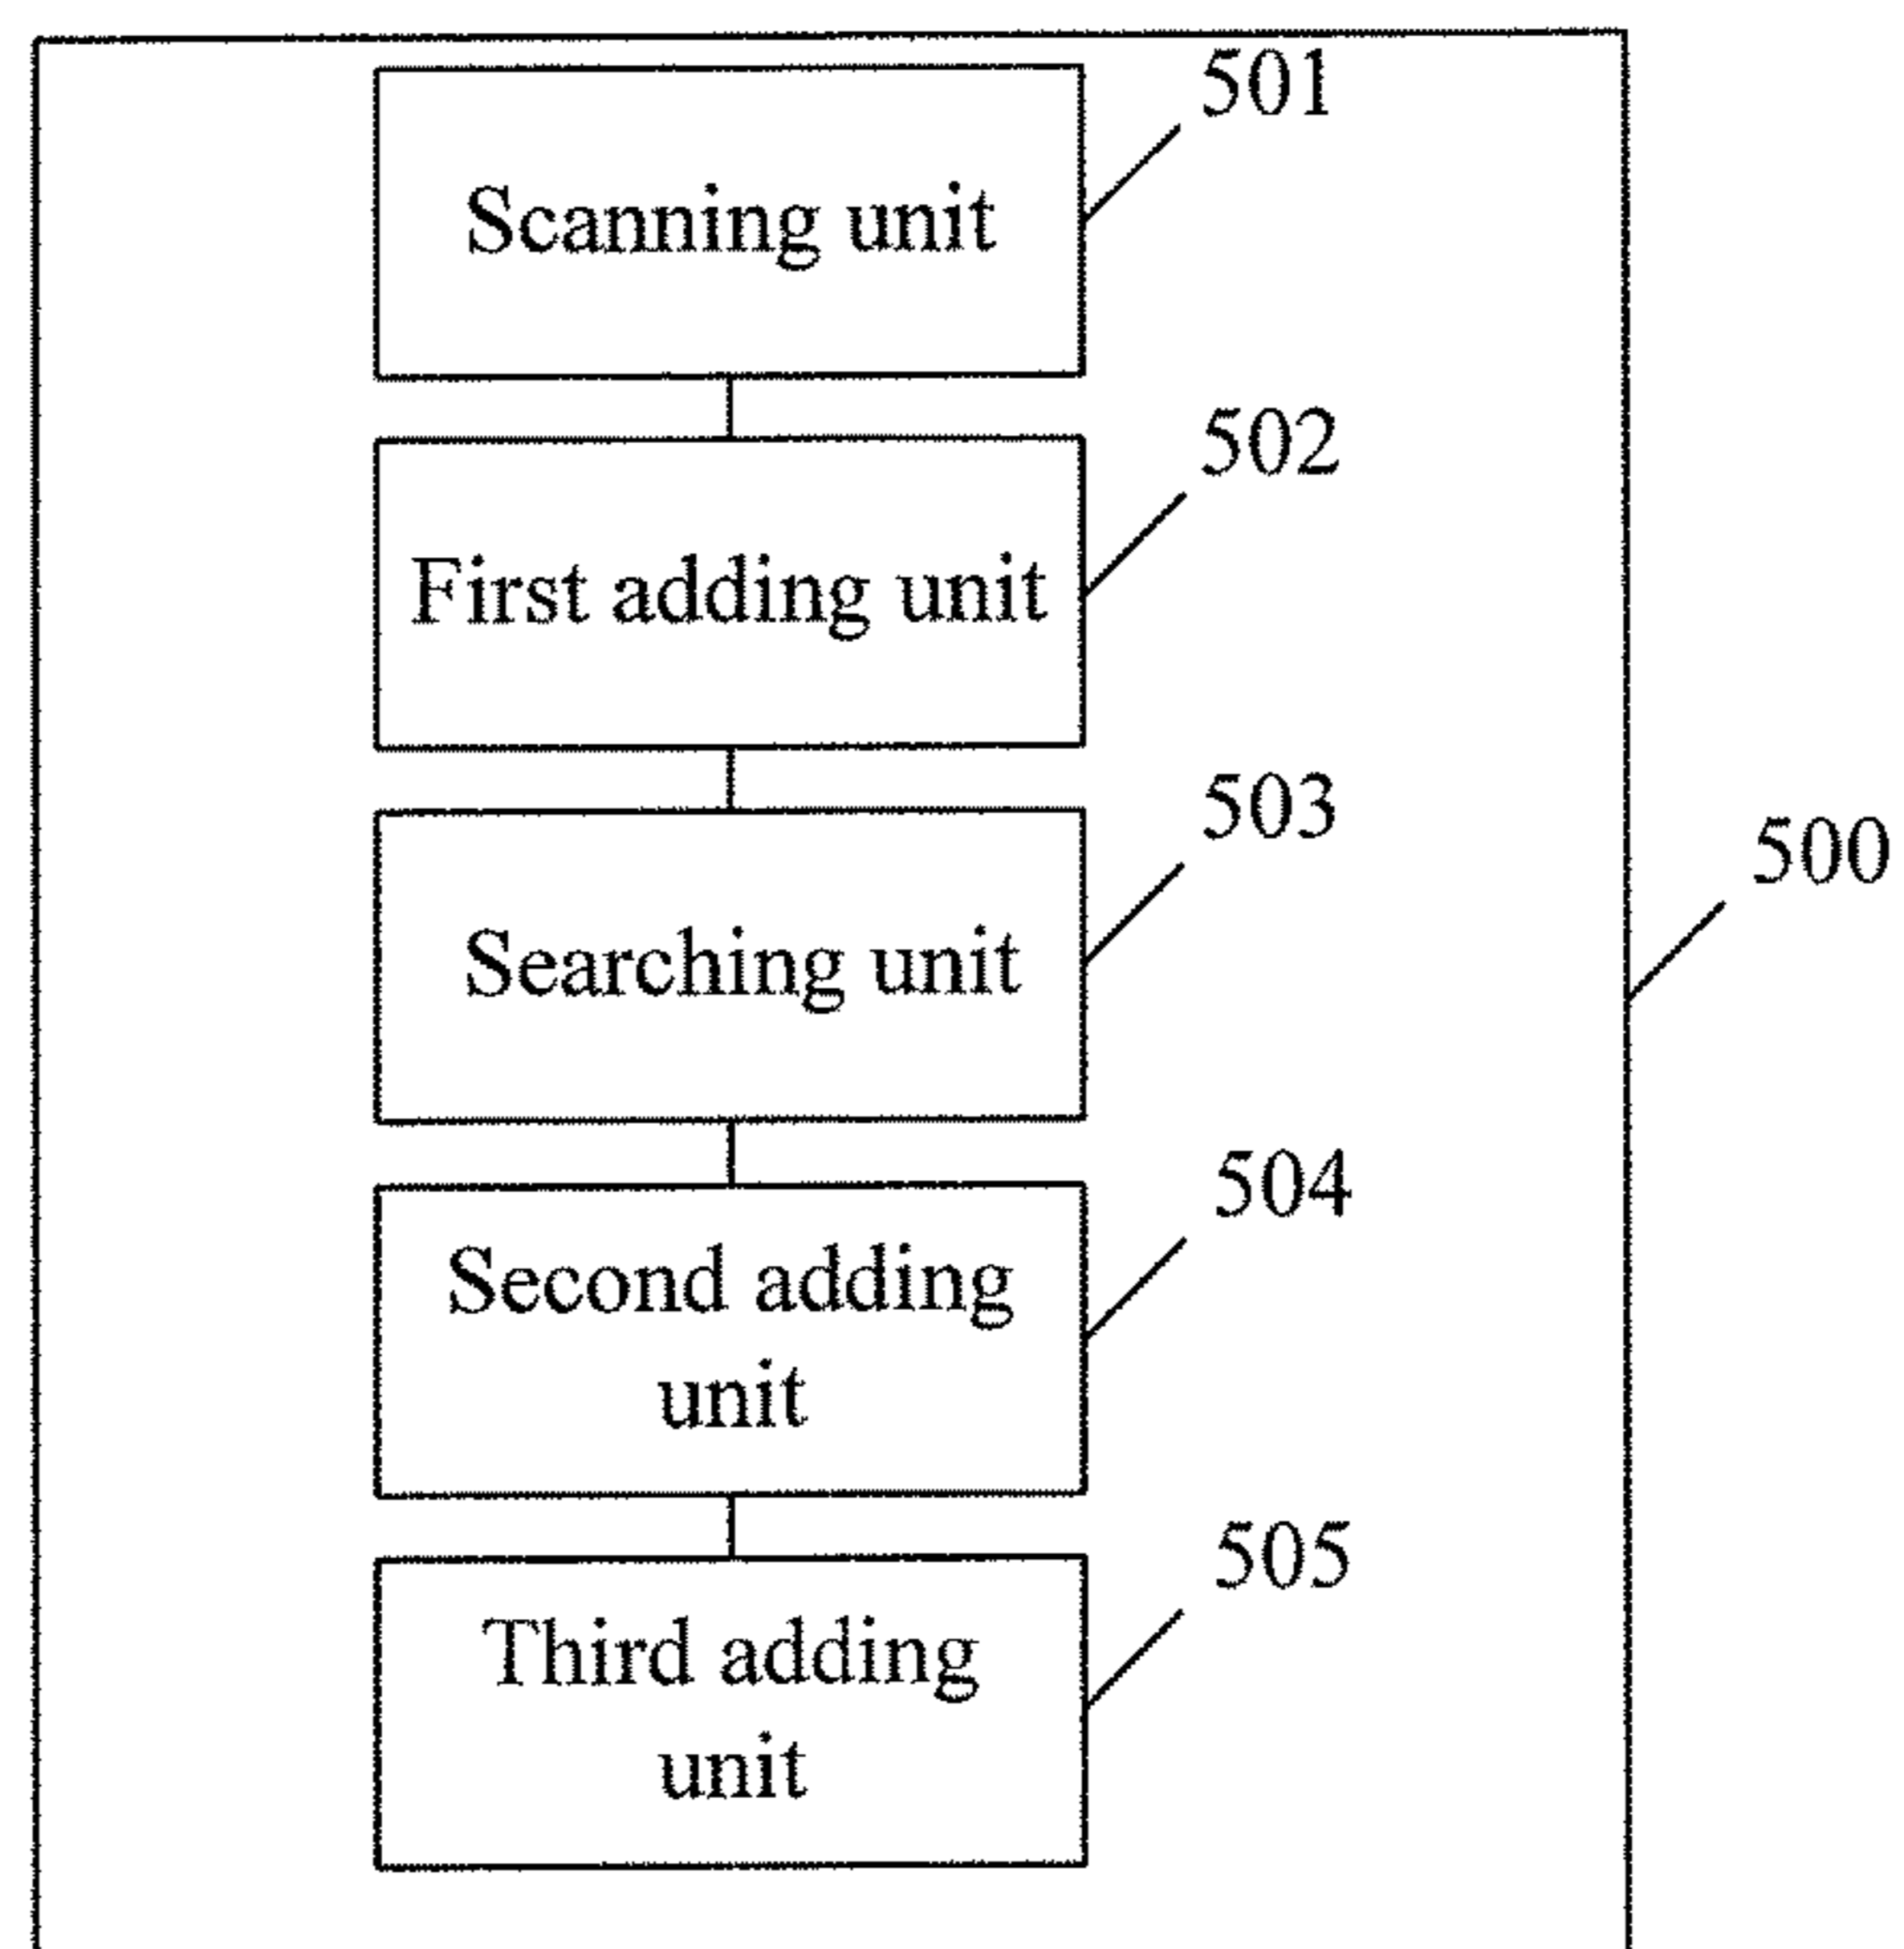 501
Scanning unit
502
First adding unit
503
Searching unit
500
504
Second adding
unit
505
Third adding
unit